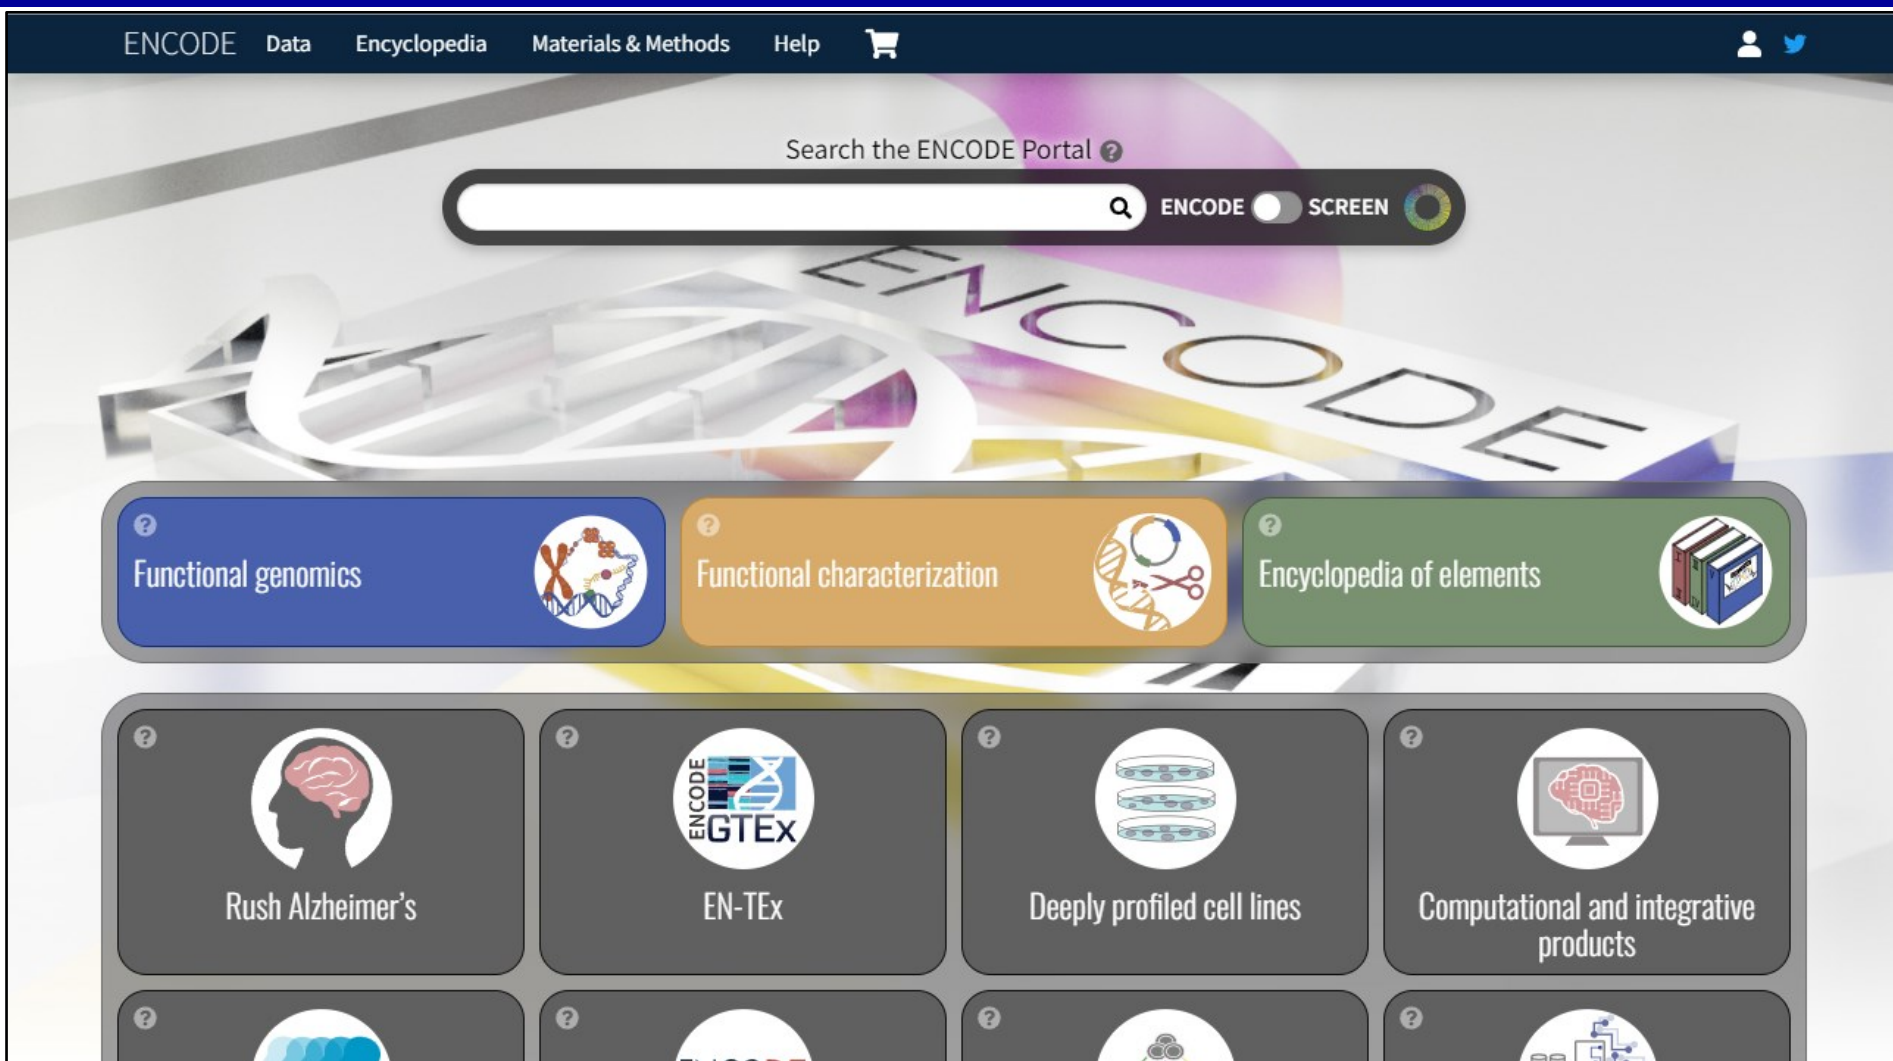 ENCODE Data Encyclopedia Materials & Methods Help
Search the ENCODE Portal ?
ENCODE SCREEN
ENCODE
? Functional genomics
? Functional characterization
? Encyclopedia of elements
?
Rush Alzheimer's
?
ENCODE
GTEx
EN-TEx
?
Deeply profiled cell lines
?
Computational and integrative
products
?
?
ENCODE
?
?